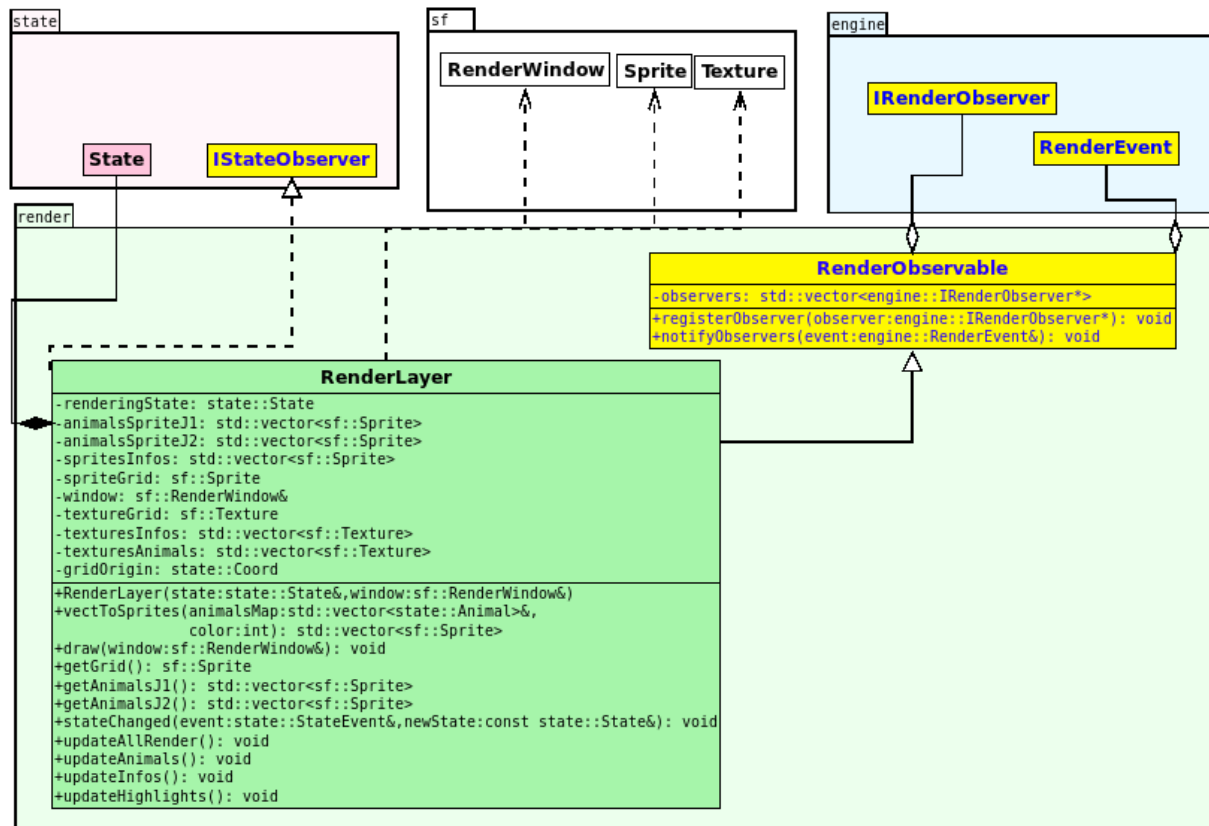 state
State
IStateObserver
sf
RenderWindow
Sprite
Texture
engine
IRenderObserver
RenderEvent
render
RenderObservable
-observers: std::vector<engine::IRenderObserver*>
+registerObserver(observer:engine::IRenderObserver*): void
+notifyObservers(event:engine::RenderEvent&): void
RenderLayer
-renderingState: state::State
-animalsSpriteJ1: std::vector<sf::Sprite>
-animalsSpriteJ2: std::vector<sf::Sprite>
-spritesInfos: std::vector<sf::Sprite>
-spriteGrid: sf::Sprite
-window: sf::RenderWindow&
-textureGrid: sf::Texture
-texturesInfos: std::vector<sf::Texture>
-texturesAnimals: std::vector<sf::Texture>
-gridOrigin: state::Coord
+RenderLayer(state:state::State&,window:sf::RenderWindow&)
+vectToSprites(animalsMap:std::vector<state::Animal>&,
color:int): std::vector<sf::Sprite>
+draw(window:sf::RenderWindow&): void
+getGrid(): sf::Sprite
+getAnimalsJ1(): std::vector<sf::Sprite>
+getAnimalsJ2(): std::vector<sf::Sprite>
+stateChanged(event:state::StateEvent&,newState:const state::State&): void
+updateAllRender(): void
+updateAnimals(): void
+updateInfos(): void
+updateHighlights(): void